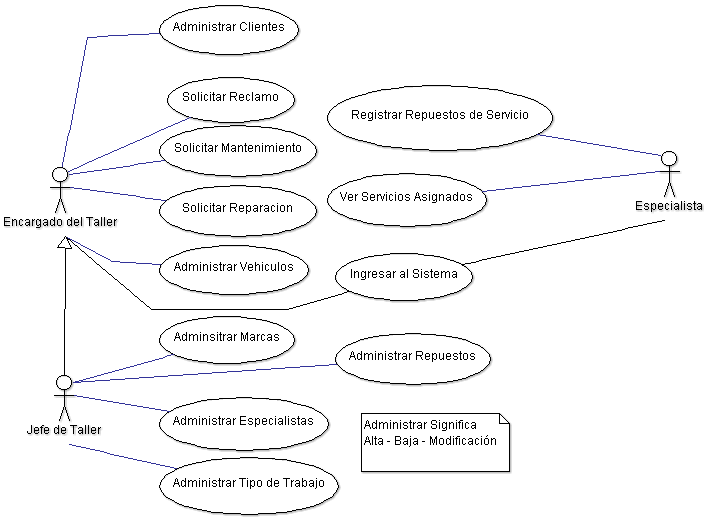 Administrar Clientes
Solicitar Reclamo
Registrar Repuestos de Servicio
Solicitar Mantenimiento
Ver Servicios Asignados
Especialista
Encargado del Taller
Solicitar Reparacion
Administrar Vehiculos
Ingresar al Sistema
Adminsitrar Marcas
Administrar Repuestos
Jefe de Taller
Administrar Especialistas
Administrar Significa
Alta - Baja - Modificación
Administrar Tipo de Trabajo